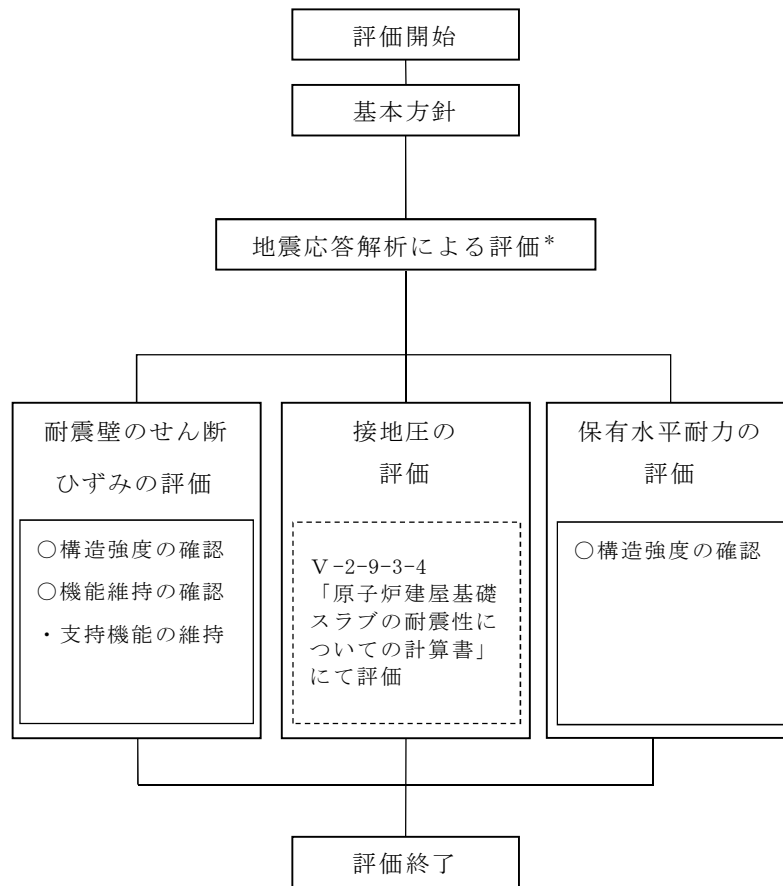 評価開始
基本方針
地震応答解析による評価*
耐震壁のせん断
ひずみの評価
○構造強度の確認
○機能維持の確認
・支持機能の維持
接地圧の
評価
Ⅴ-2-9-3-4
「原子炉建屋基礎
スラブの耐震性に
ついての計算書」
にて評価
保有水平耐力の
評価
○構造強度の確認
評価終了